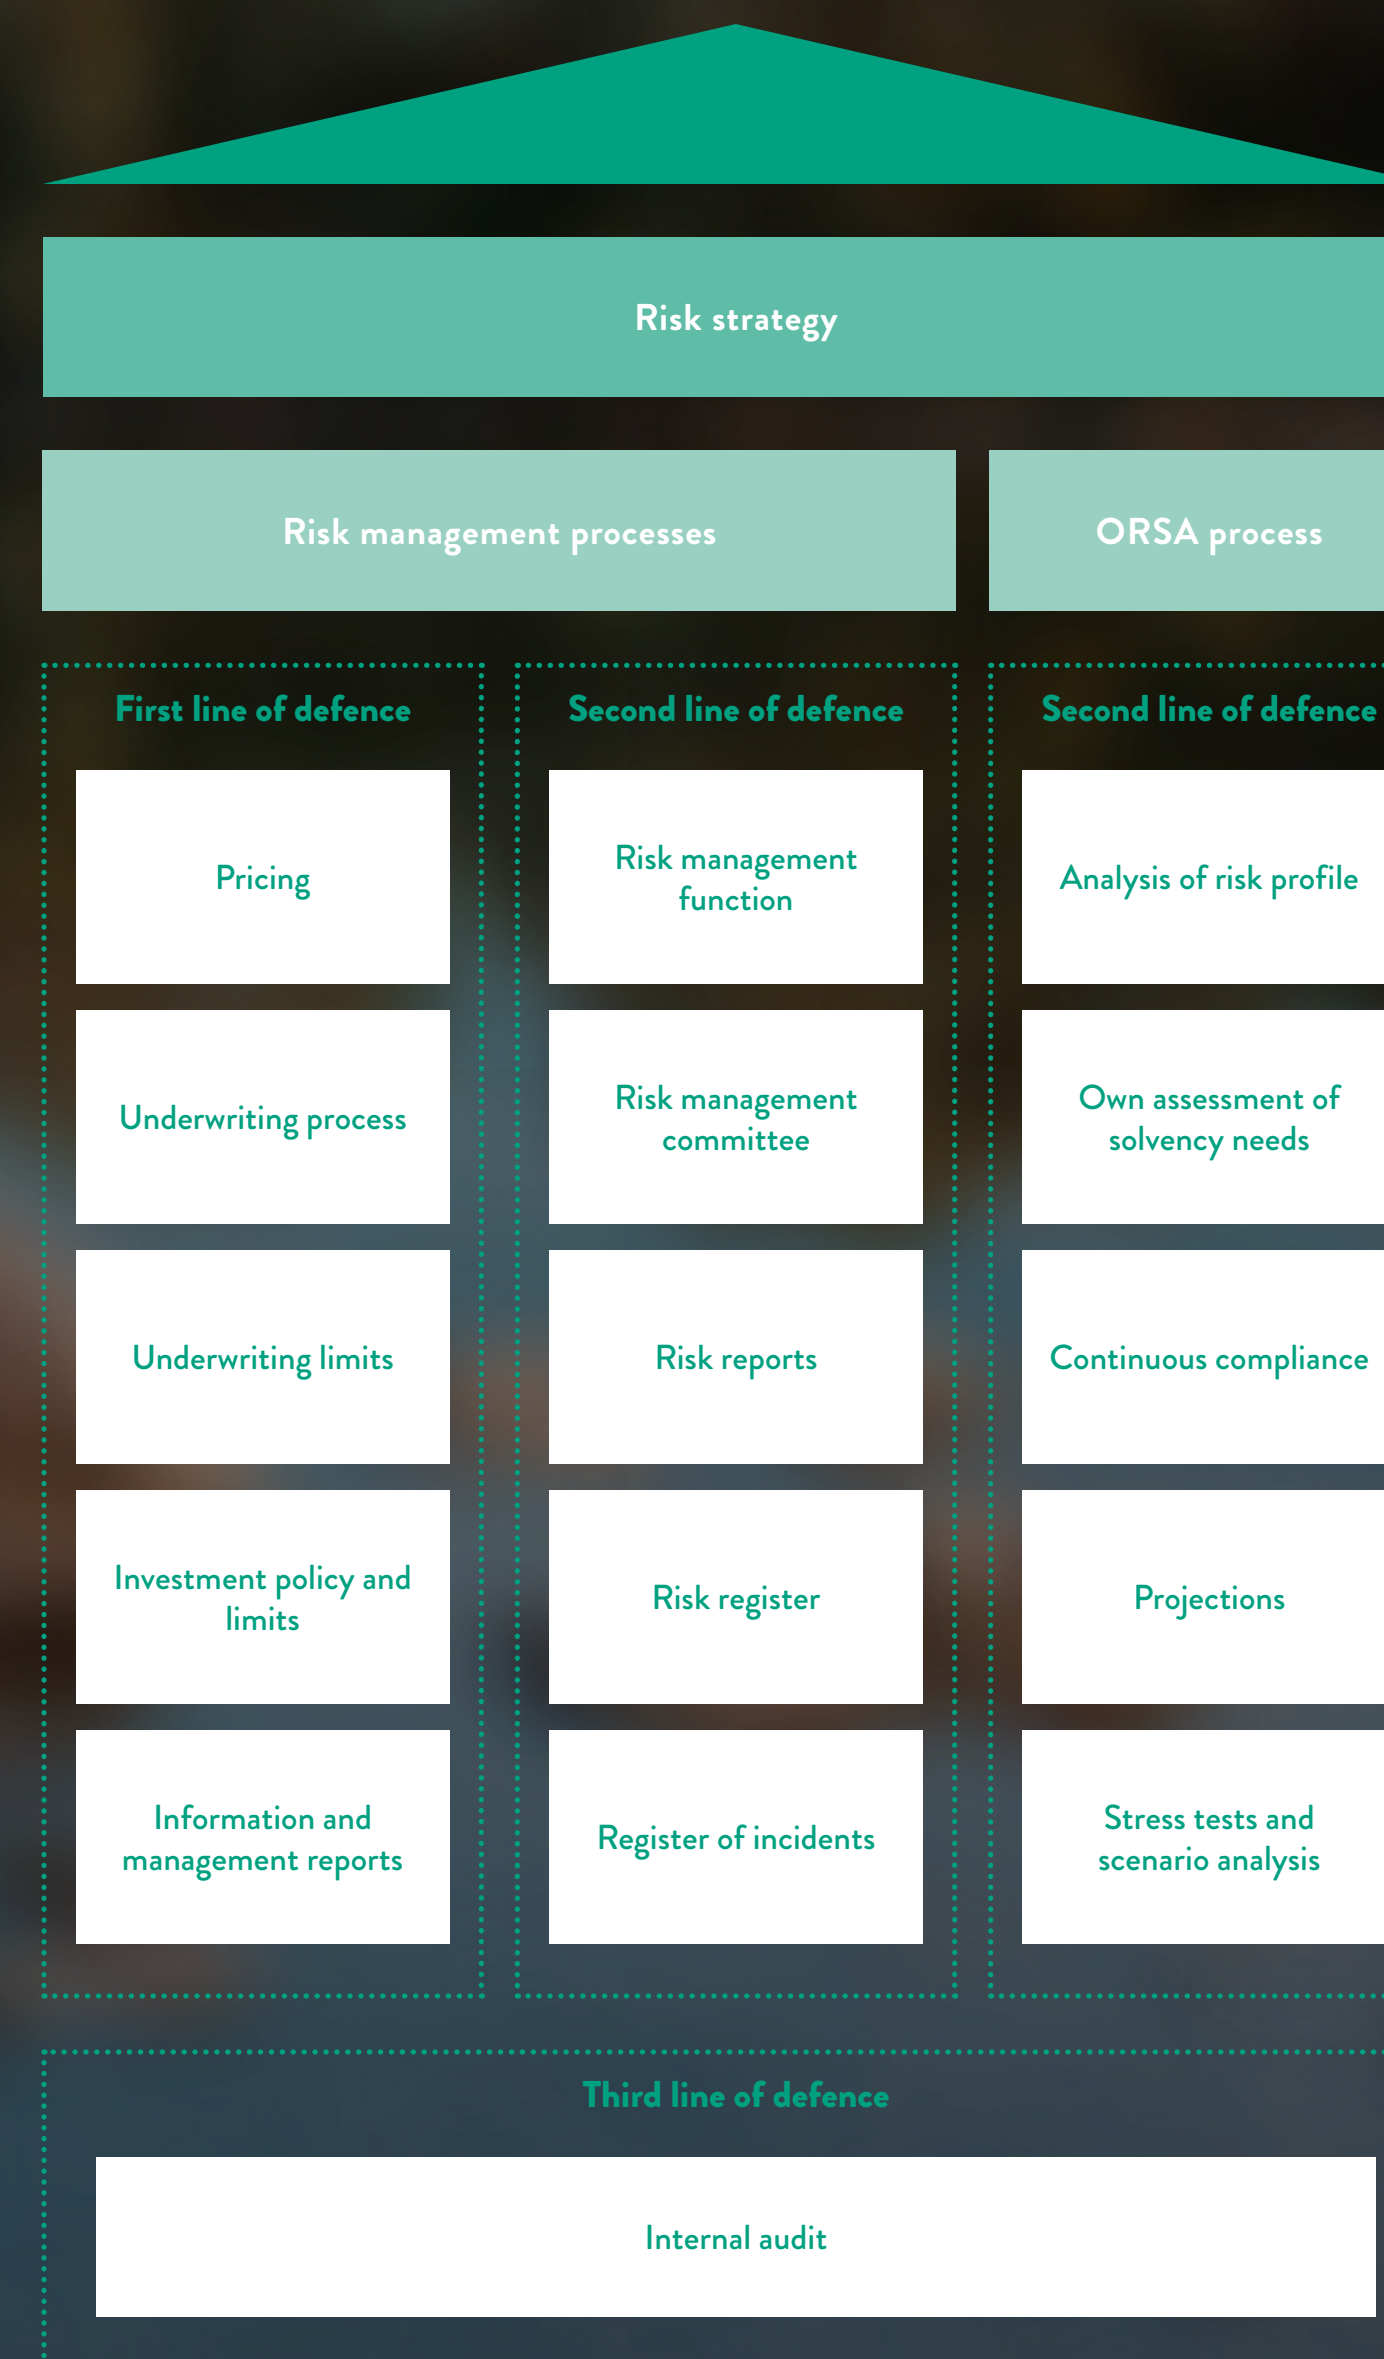 Risk strategy
Risk management processes
ORSA process
First line of defence
Pricing
Underwriting process
Underwriting limits
Investment policy and
limits
Information and
management reports
Second line of defence
Risk management
function
Risk management
committee
Risk reports
Risk register
Register of incidents
Second line of defence
Analysis of risk profile
Own assessment of
solvency needs
Continuous compliance
Projections
Stress tests and
scenario analysis
Third line of defence
Internal audit